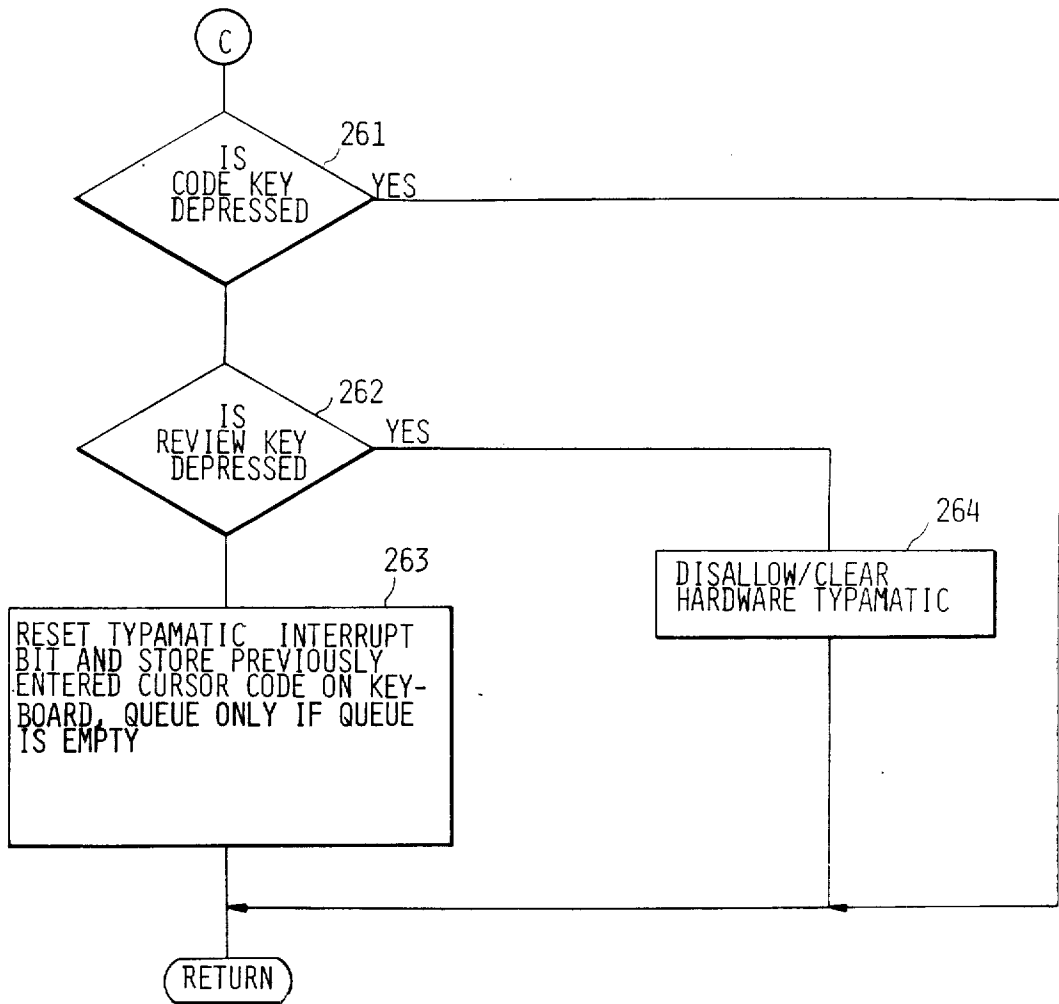 C
261
IS
CODE KEY
DEPRESSED
YES
262
IS
REVIEW KEY
DEPRESSED
YES
263
RESET TYPAMATIC INTERRUPT
BIT AND STORE PREVIOUSLY
ENTERED CURSOR CODE ON KEY-
BOARD, QUEUE ONLY IF QUEUE
IS EMPTY
264
DISALLOW/CLEAR
HARDWARE TYPAMATIC
RETURN